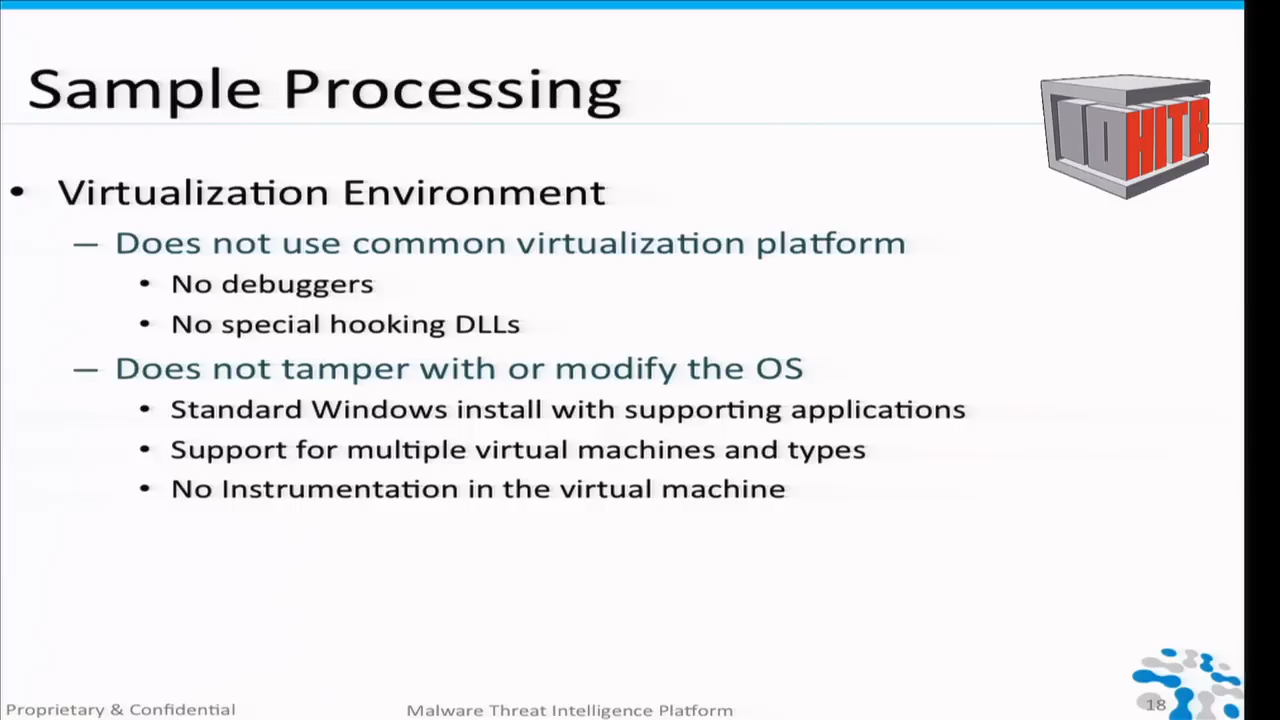 Sample Processing
HITB
• Virtualization Environment
– Does not use common virtualization platform
• No debuggers
• No special hooking DLLs
– Does not tamper with or modify the OS
• Standard Windows install with supporting applications
• Support for multiple virtual machines and types
• No Instrumentation in the virtual machine
Proprietary & Confidential
Malware Threat Intelligence Platform
18